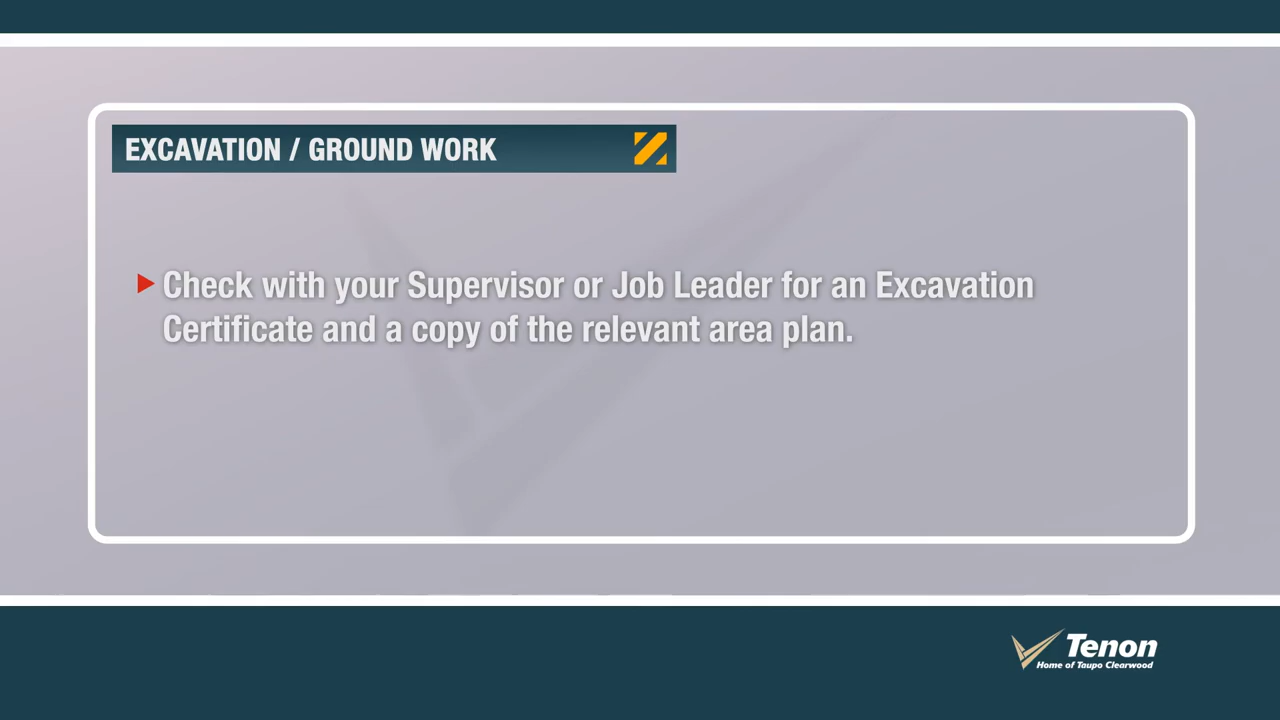 EXCAVATION / GROUND WORK
Check with your Supervisor or Job Leader for an Excavation
Certificate and a copy of the relevant area plan.
Tenon
Home of Taupo Clearwood